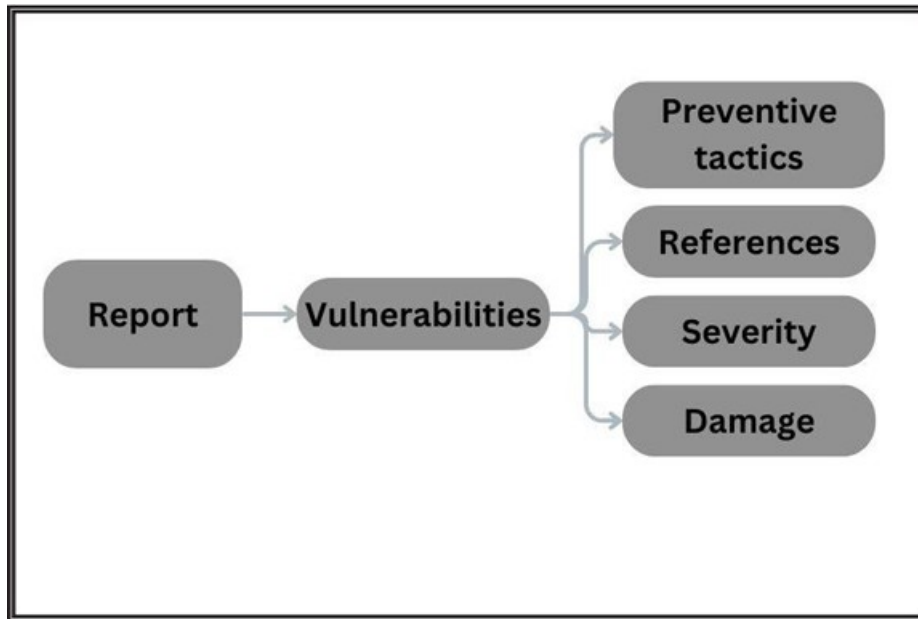 Preventive
tactics
References
Report
Vulnerabilities
Severity
Damage